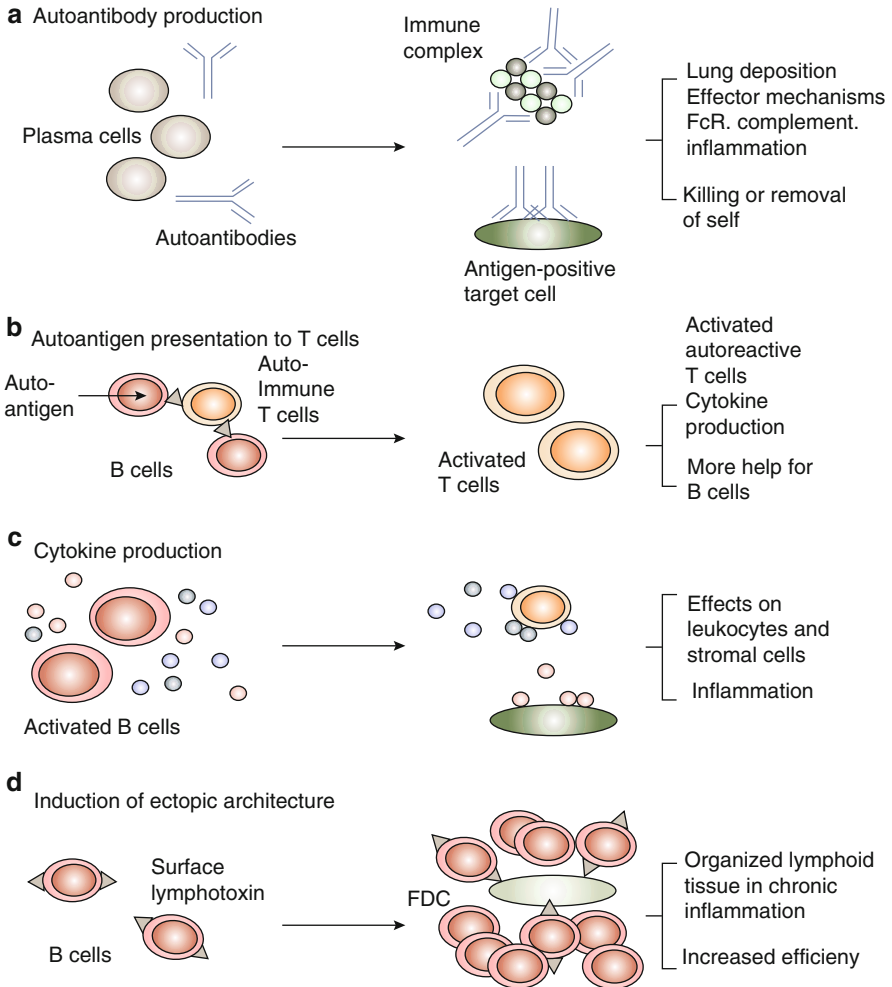 a Autoantibody production
Plasma cells
Autoantibodies
Immune
complex
Antigen-positive
target cell
Lung deposition
Effector mechanisms
FcR. complement.
inflammation
Killing or removal
of self
b Autoantigen presentation to T cells
Auto-
antigen
B cells
Auto-
Immune
T cells
Activated
T cells
Activated
autoreactive
T cells
Cytokine
production
More help for
B cells
c Cytokine production
Activated B cells
Effects on
leukocytes and
stromal cells
Inflammation
d Induction of ectopic architecture
Surface
lymphotoxin
B cells
FDC
Organized lymphoid
tissue in chronic
inflammation
Increased efficieny